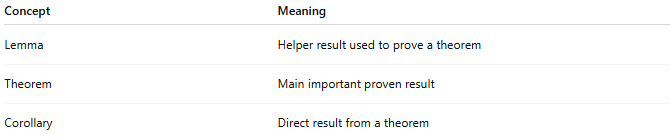 Concept Meaning
Lemma Helper result used to prove a theorem
Theorem Main important proven result
Corollary Direct result from a theorem